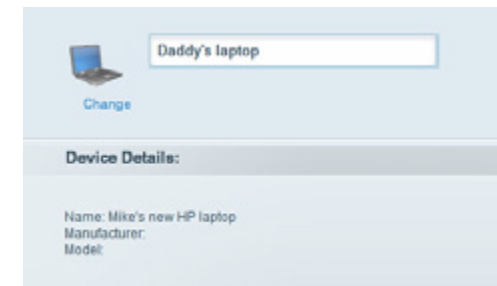 Daddy's laptop
Change
Device Details:
Name: Mike's new HP laptop
Manufacturer:
Model: